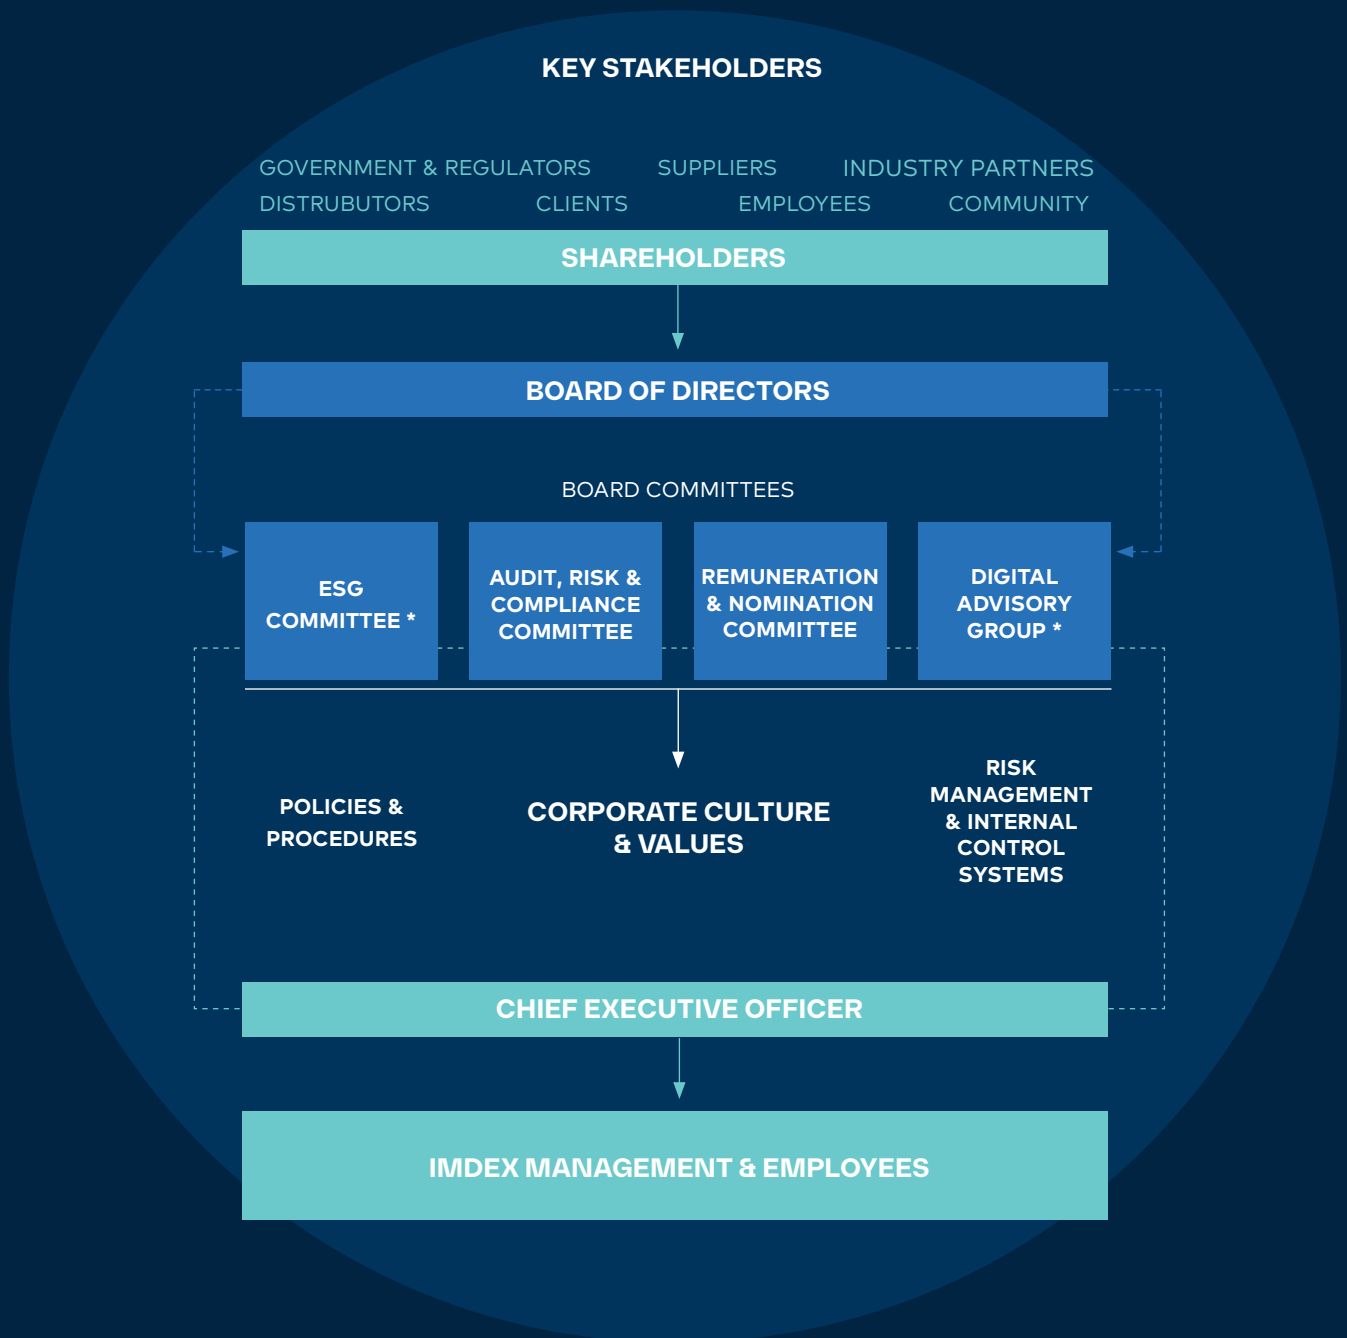 KEY STAKEHOLDERS
GOVERNMENT & REGULATORS SUPPLIERS INDUSTRY PARTNERS
DISTRUBUTORS CLIENTS EMPLOYEES COMMUNITY
SHAREHOLDERS
BOARD OF DIRECTORS
BOARD COMMITTEES
ESG
COMMITTEE *
AUDIT, RISK &
COMPLIANCE
COMMITTEE
REMUNERATION
& NOMINATION
COMMITTEE
DIGITAL
ADVISORY
GROUP *
POLICIES &
PROCEDURES
CORPORATE CULTURE
& VALUES
RISK
MANAGEMENT
& INTERNAL
CONTROL
SYSTEMS
CHIEF EXECUTIVE OFFICER
IMDEX MANAGEMENT & EMPLOYEES